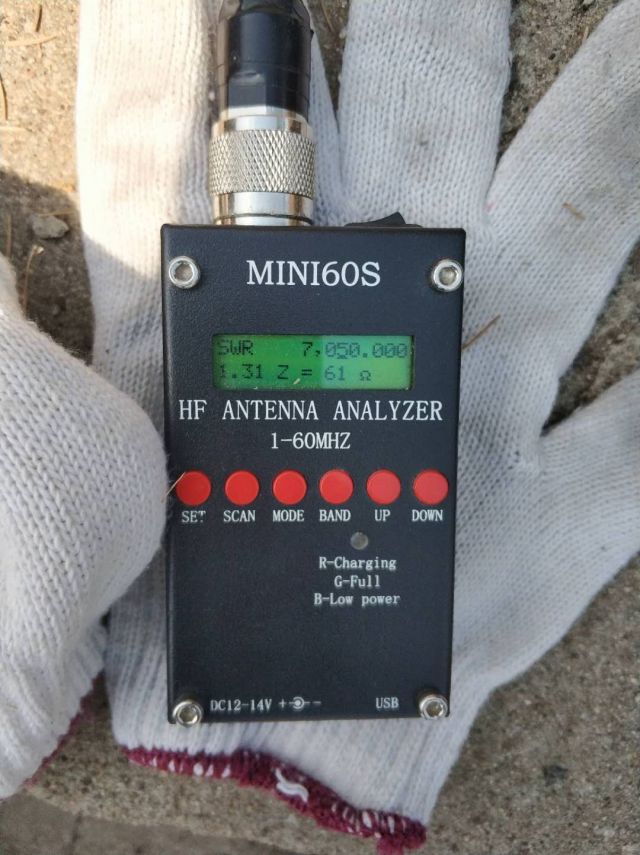 MINI60S
SWR 7,050.000
1.31 Z = 61 Ω
HF ANTENNA ANALYZER
1-60MHZ
SET SCAN MODE BAND UP DOWN
R-Charging
G-Full
B-Low power
DC12-14V + - USB